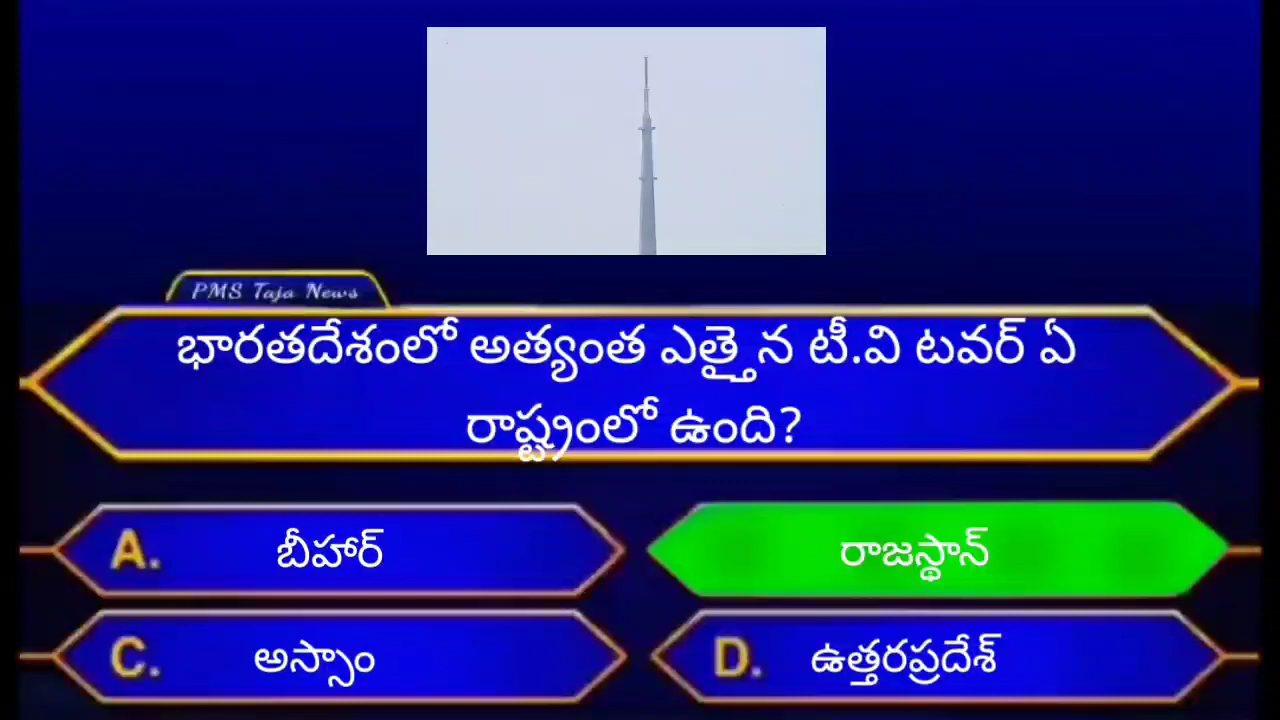 PMS Taja News
భారతదేశంలో అత్యంత ఎత్తైన టీ.వి టవర్ ఏ
రాష్ట్రంలో ఉంది?
A. బీహార్
రాజస్థాన్
C. అస్సాం
D. ఉత్తరప్రదేశ్